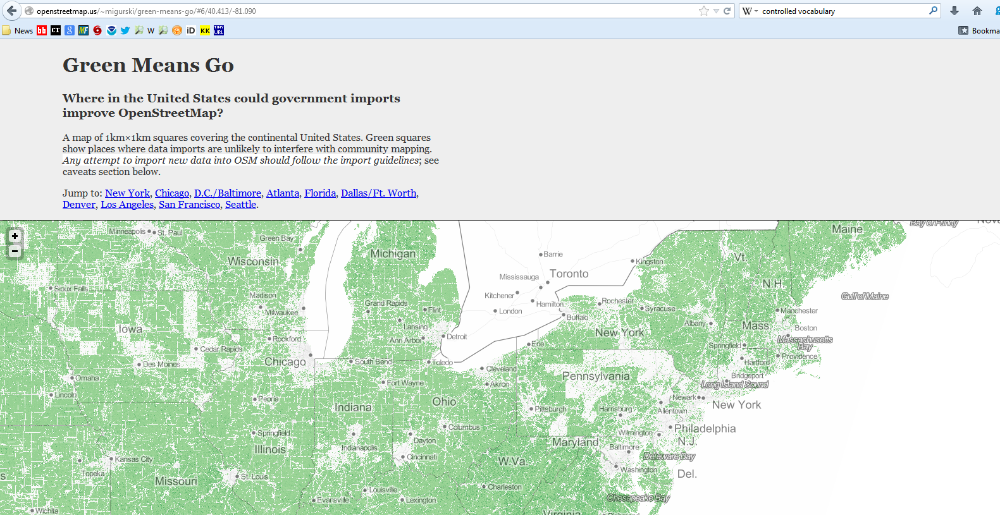 openstreetmap.us/~migurski/green-means-go/#6/40.413/-81.090
W controlled vocabulary
News bb CT 8 MF W iD KK TINY URL
Bookma
Green Means Go
Where in the United States could government imports
improve OpenStreetMap?
A map of 1km×1km squares covering the continental United States. Green squares
show places where data imports are unlikely to interfere with community mapping.
Any attempt to import new data into OSM should follow the import guidelines; see
caveats section below.
Jump to: New York, Chicago, D.C./Baltimore, Atlanta, Florida, Dallas/Ft. Worth,
Denver, Los Angeles, San Francisco, Seattle.
+
−
Bay of Fundy
Minneapolis
St. Paul
Green Bay
Maine
Wisconsin
Michigan
Barrie
Kingston
Vt.
Toronto
Mississauga
N.H.
Sioux Falls
Madison
Kitchener
Gulf of Maine
Grand Rapids
Hamilton
Rochester
Milwaukee
Flint
London
Syracuse
Manchester
Buffalo
Iowa
Lansing
Albany
Mass.
Boston
New York
Detroit
Massachusetts
Bay
Rockford
Ann Arbor
Erie
Springfield
Cedar Rapids
Chicago
South Bend
Toledo
Hartford
Providence
Des Moines
Cleveland
Omaha
Fort Wayne
Akron
Pennsylvania
Bridgeport
Long Island Sound
Lincoln
Peoria
Ohio
Newark
New York
Indiana
Pittsburgh
Harrisburg
Allentown
Springfield
Columbus
Wilmington
Philadelphia
Illinois
Indianapolis
Dayton
Maryland
Baltimore
N.J.
Kansas City
Cincinnati
W.Va.
Delaware Bay
Topeka
St. Louis
Washington
Del.
s
Missouri
Louisville
Charleston
Evansville
Lexington
Chesapeake Bay
Wichita
Virginia